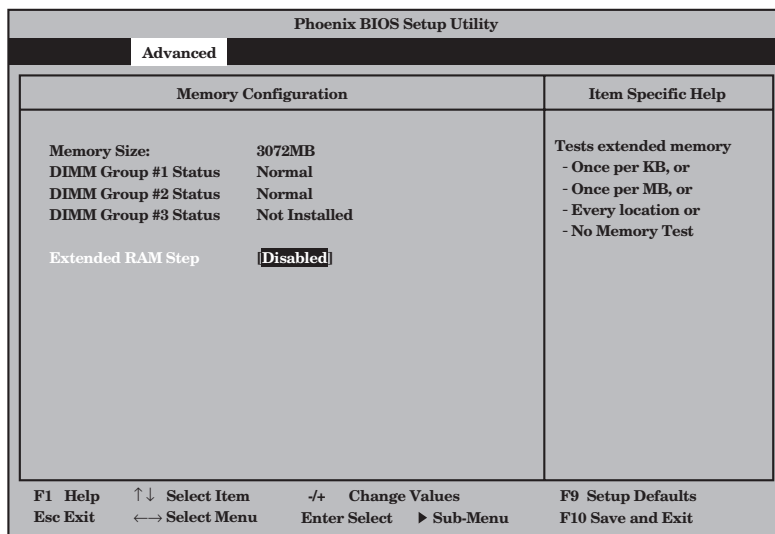 Phoenix BIOS Setup Utility
Advanced
Memory Configuration
Item Specific Help
Memory Size: 3072MB
DIMM Group #1 Status Normal
DIMM Group #2 Status Normal
DIMM Group #3 Status Not Installed
Extended RAM Step [Disabled]
Tests extended memory
- Once per KB, or
- Once per MB, or
- Every location or
- No Memory Test
F1 Help ↑↓ Select Item -/+ Change Values F9 Setup Defaults
Esc Exit ←→ Select Menu Enter Select ▶ Sub-Menu F10 Save and Exit